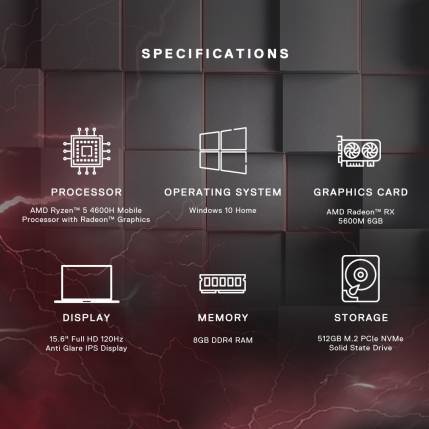 SPECIFICATIONS
PROCESSOR
AMD Ryzen™ 5 4600H Mobile
Processor with Radeon™ Graphics
OPERATING SYSTEM
Windows 10 Home
GRAPHICS CARD
AMD Radeon™ RX
5600M 6GB
DISPLAY
15.6" Full HD 120Hz
Anti Glare IPS Display
MEMORY
8GB DDR4 RAM
STORAGE
512GB M.2 PCIe NVMe
Solid State Drive